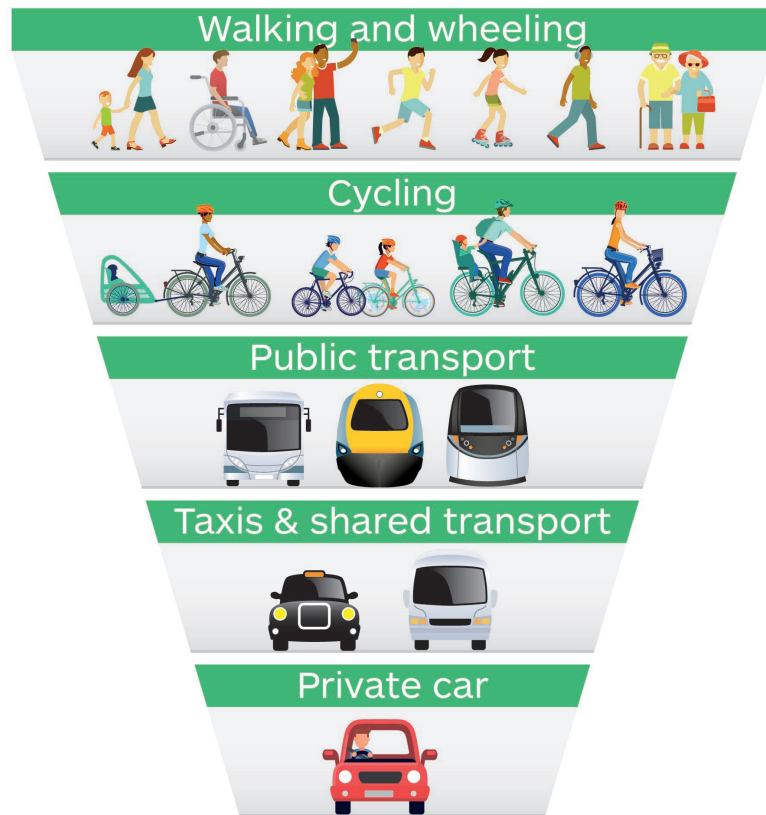 Walking and wheeling
Cycling
Public transport
Taxis & shared transport
Private car